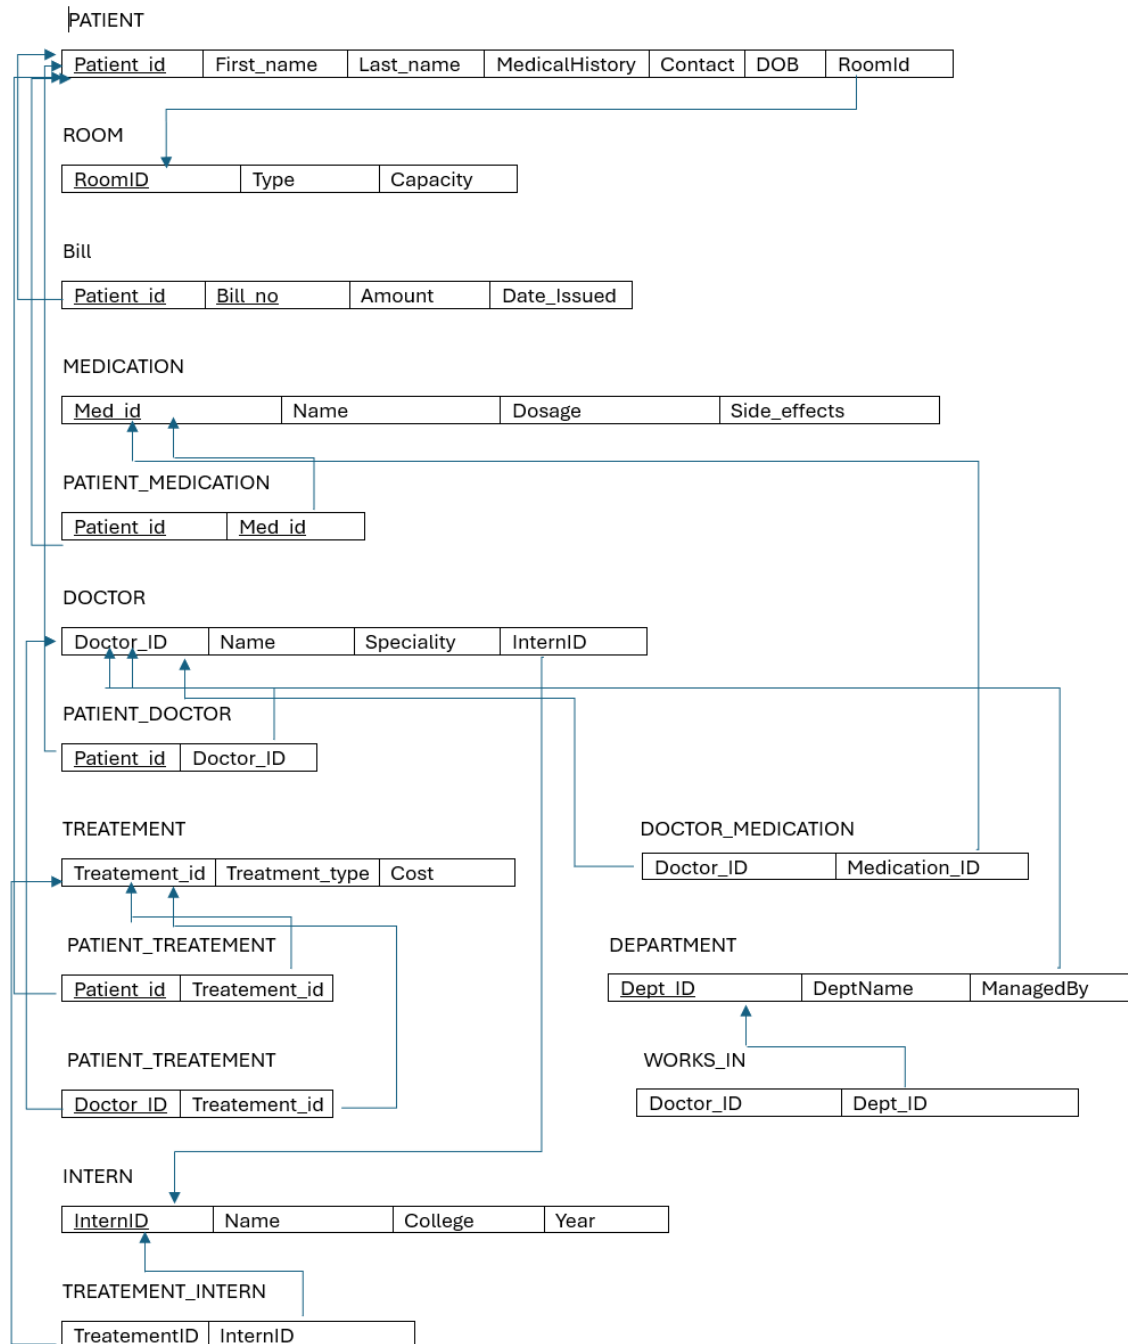 PATIENT
Patient_id First_name Last_name MedicalHistory Contact DOB RoomId
ROOM
RoomID Type Capacity
Bill
Patient_id Bill_no Amount Date_Issued
MEDICATION
Med_id Name Dosage Side_effects
PATIENT_MEDICATION
Patient_id Med_id
DOCTOR
Doctor_ID Name Speciality InternID
PATIENT_DOCTOR
Patient_id Doctor_ID
TREATEMENT
Treatement_id Treatment_type Cost
DOCTOR_MEDICATION
Doctor_ID Medication_ID
PATIENT_TREATEMENT
Patient_id Treatement_id
DEPARTMENT
Dept_ID DeptName ManagedBy
PATIENT_TREATEMENT
Doctor_ID Treatement_id
WORKS_IN
Doctor_ID Dept_ID
INTERN
InternID Name College Year
TREATEMENT_INTERN
TreatementID InternID